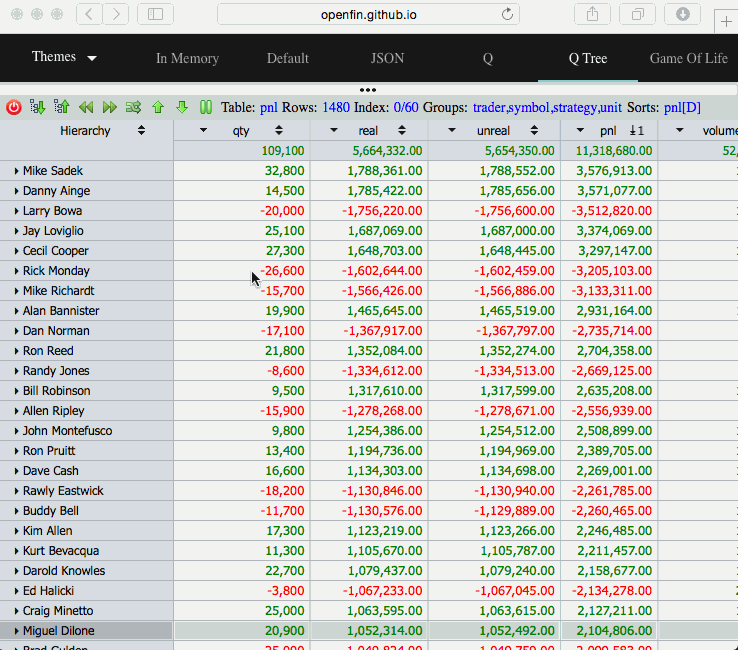 openfin.github.io
Themes In Memory Default JSON Q Q Tree Game Of Life
Table: pnl Rows: 1480 Index: 0/60 Groups: trader,symbol,strategy,unit Sorts: pnl[D]
Hierarchy qty real unreal pnl 1 volume
109,100 5,664,332.00 5,654,350.00 11,318,680.00 52,
Mike Sadek 32,800 1,788,361.00 1,788,552.00 3,576,913.00
Danny Ainge 14,500 1,785,422.00 1,785,656.00 3,571,077.00
Larry Bowa -20,000 -1,756,220.00 -1,756,600.00 -3,512,820.00
Jay Loviglio 25,100 1,687,069.00 1,687,000.00 3,374,069.00
Cecil Cooper 27,300 1,648,703.00 1,648,445.00 3,297,147.00
Rick Monday -26,600 -1,602,644.00 -1,602,459.00 -3,205,103.00
Mike Richardt -15,700 -1,566,426.00 -1,566,886.00 -3,133,311.00
Alan Bannister 19,900 1,465,645.00 1,465,519.00 2,931,164.00
Dan Norman -17,100 -1,367,917.00 -1,367,797.00 -2,735,714.00
Ron Reed 21,800 1,352,084.00 1,352,274.00 2,704,358.00
Randy Jones -8,600 -1,334,612.00 -1,334,513.00 -2,669,125.00
Bill Robinson 9,500 1,317,610.00 1,317,599.00 2,635,208.00
Allen Ripley -15,900 -1,278,268.00 -1,278,671.00 -2,556,939.00
John Montefusco 9,800 1,254,386.00 1,254,512.00 2,508,899.00
Ron Pruitt 13,400 1,194,736.00 1,194,969.00 2,389,705.00
Dave Cash 16,600 1,134,303.00 1,134,698.00 2,269,001.00
Rawly Eastwick -18,200 -1,130,846.00 -1,130,940.00 -2,261,785.00
Buddy Bell -11,700 -1,130,576.00 -1,129,889.00 -2,260,465.00
Kim Allen 17,300 1,123,219.00 1,123,266.00 2,246,485.00
Kurt Bevacqua 11,300 1,105,670.00 1,105,787.00 2,211,457.00
Darold Knowles 22,700 1,079,437.00 1,079,240.00 2,158,677.00
Ed Halicki -3,800 -1,067,233.00 -1,067,045.00 -2,134,278.00
Craig Minetto 25,000 1,063,595.00 1,063,615.00 2,127,211.00
Miguel Dilone 20,900 1,052,314.00 1,052,492.00 2,104,806.00